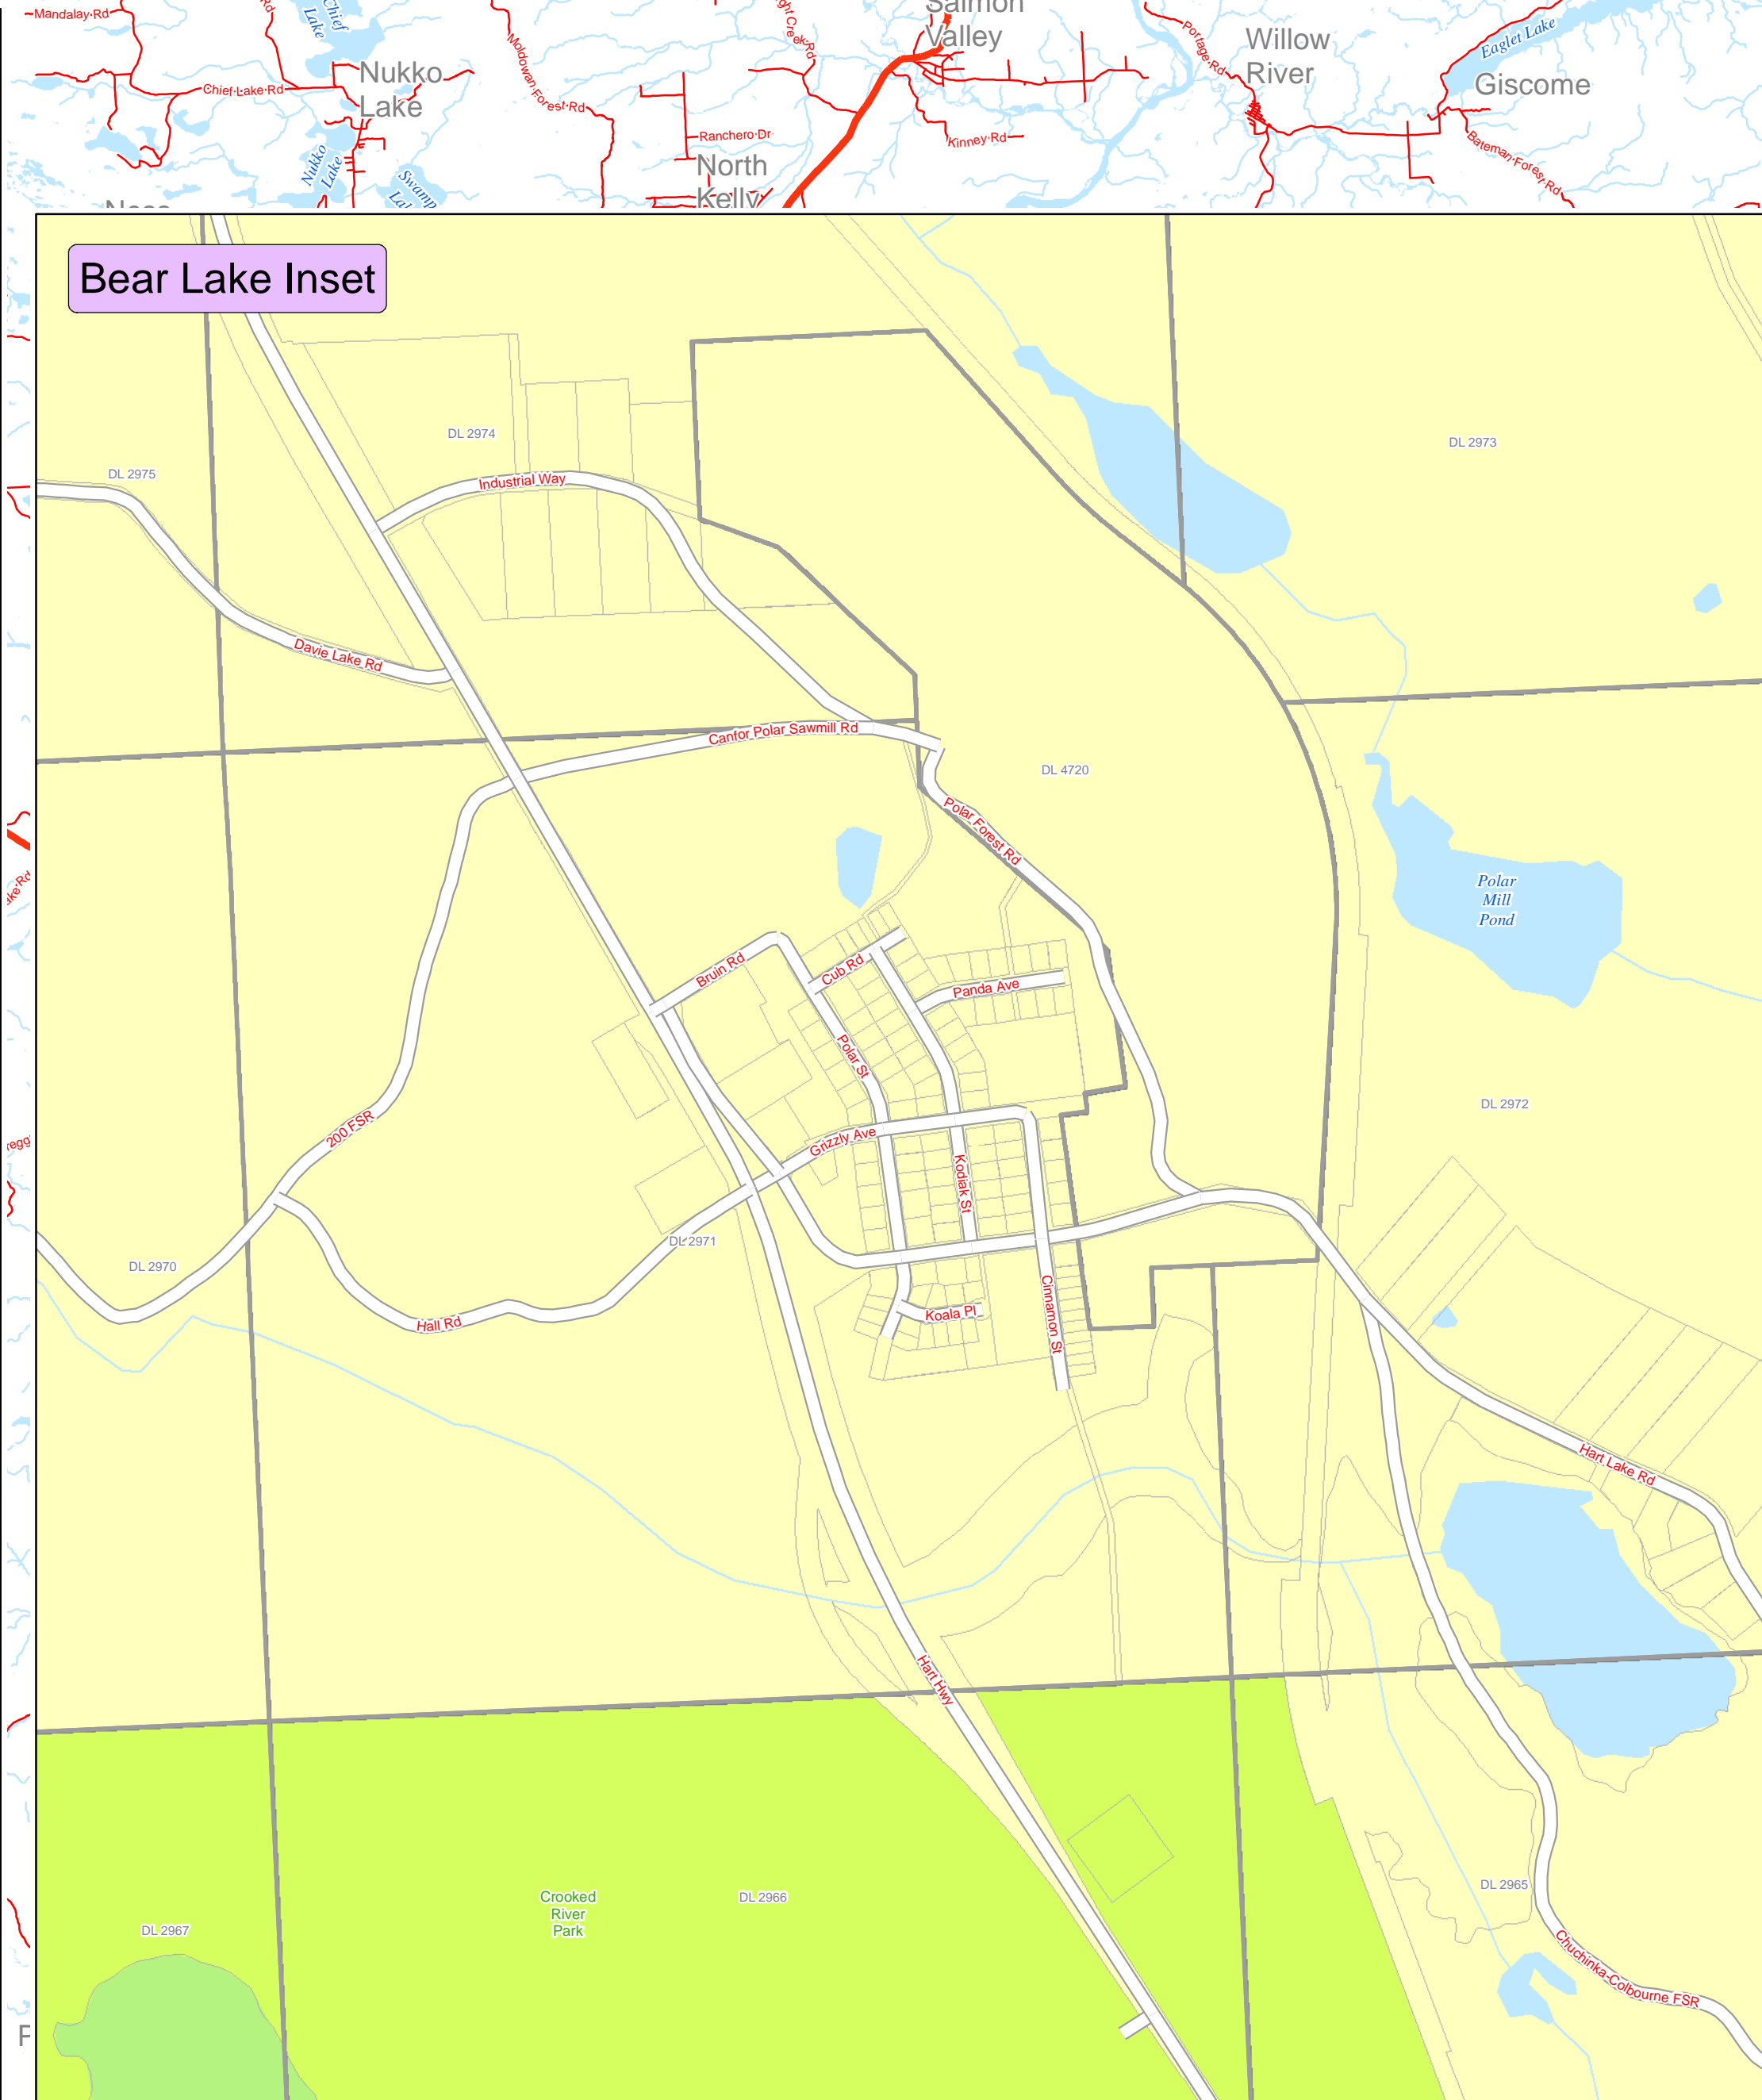 Salmon
Valley
Mandalay Rd
Chief
Lake
Nukko
Lake
Chief Lake Rd
Moldowan Forest Rd
Portage Rd
Willow
River
Eaglet Lake
Giscome
Ranchero Dr
Kinney Rd
Bateman Forest Rd
North
Kelly
Nukko
Lake
Swamp
Bear Lake Inset
DL 2974
DL 2973
DL 2975
Industrial Way
Davie Lake Rd
Canfor Polar Sawmill Rd
DL 4720
Polar Forest Rd
Polar
Mill
Pond
Bruin Rd
Cub Rd
Panda Ave
Polar St
DL 2972
200 FSR
Grizzly Ave
Kodiak St
DL 2971
DL 2970
Hall Rd
Koala Pl
Cinnamon St
Hart Lake Rd
Hart Hwy
DL 2965
Crooked
River
Park
DL 2966
DL 2967
Chuchinka-Colbourne FSR